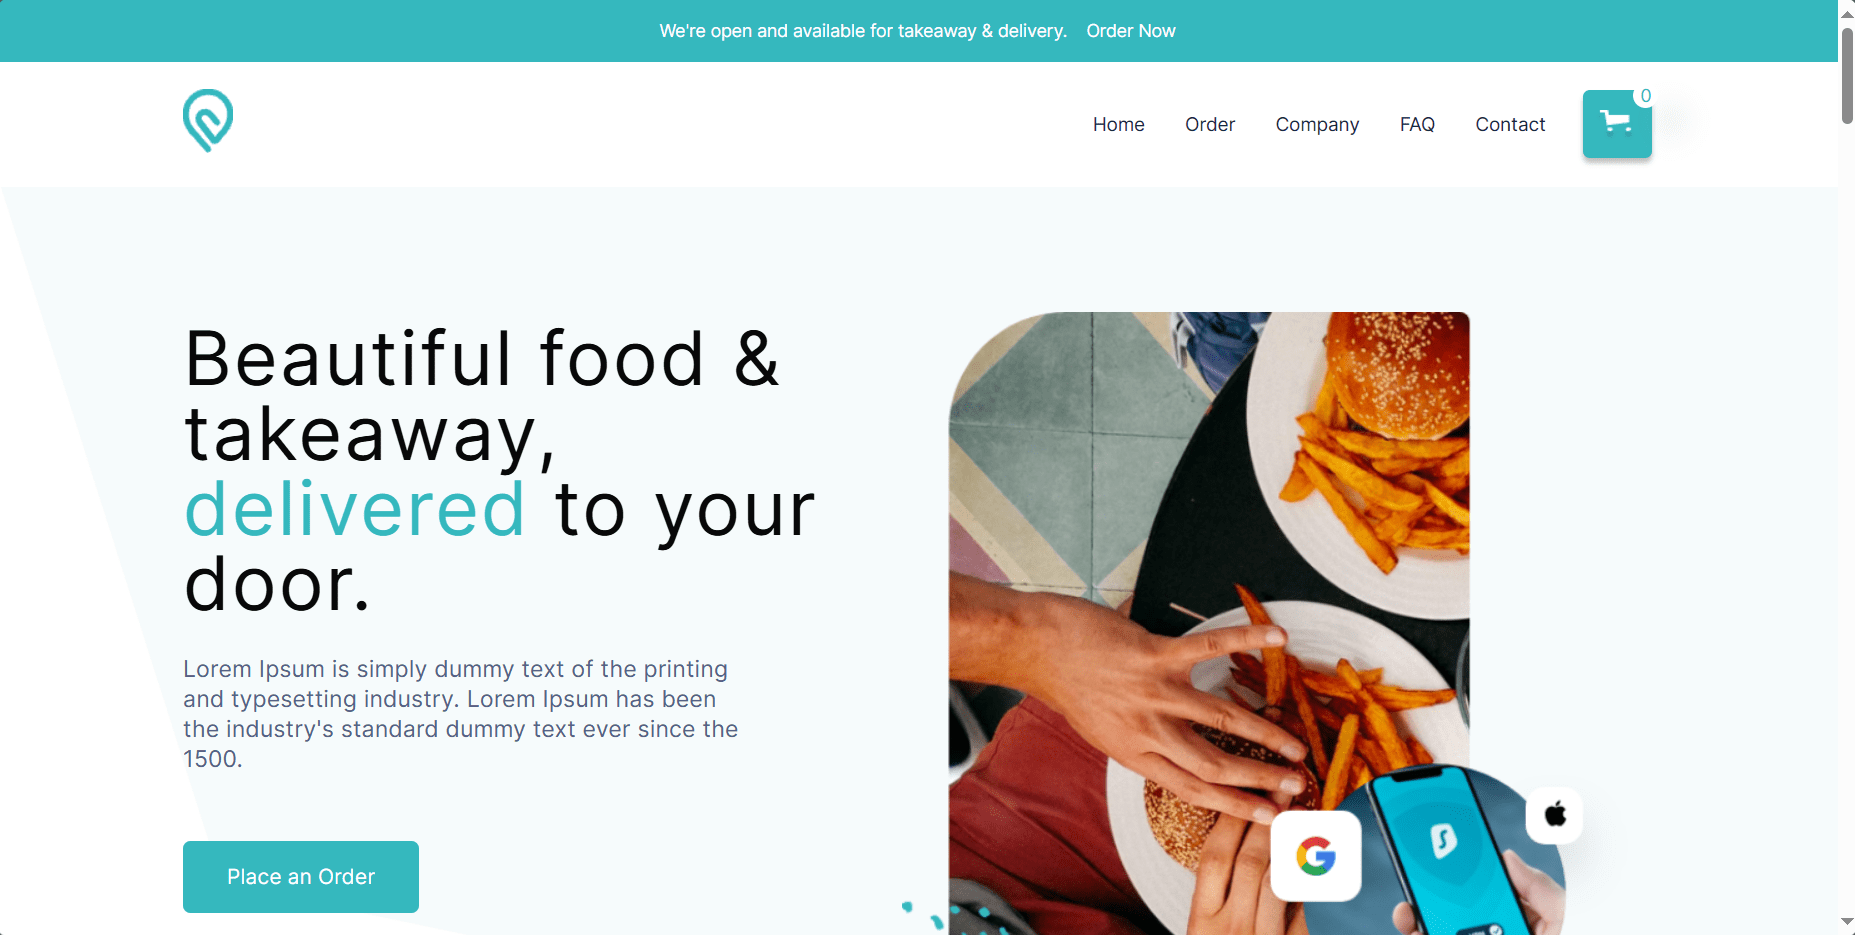 We're open and available for takeaway & delivery. Order Now
Home Order Company FAQ Contact
0
Beautiful food &
takeaway,
delivered to your
door.
Lorem Ipsum is simply dummy text of the printing
and typesetting industry. Lorem Ipsum has been
the industry's standard dummy text ever since the
1500.
Place an Order